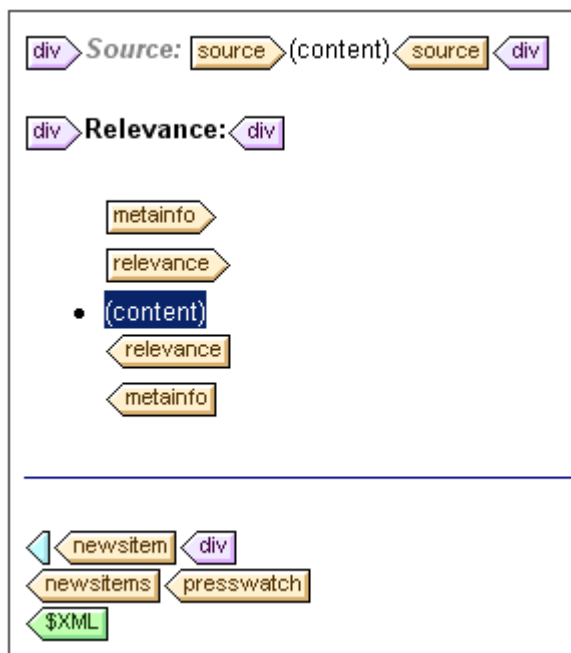 div Source: source (content) source div
div Relevance: div
metainfo
relevance
• (content)
relevance
metainfo
newsitem div
newsitems presswatch
$XML